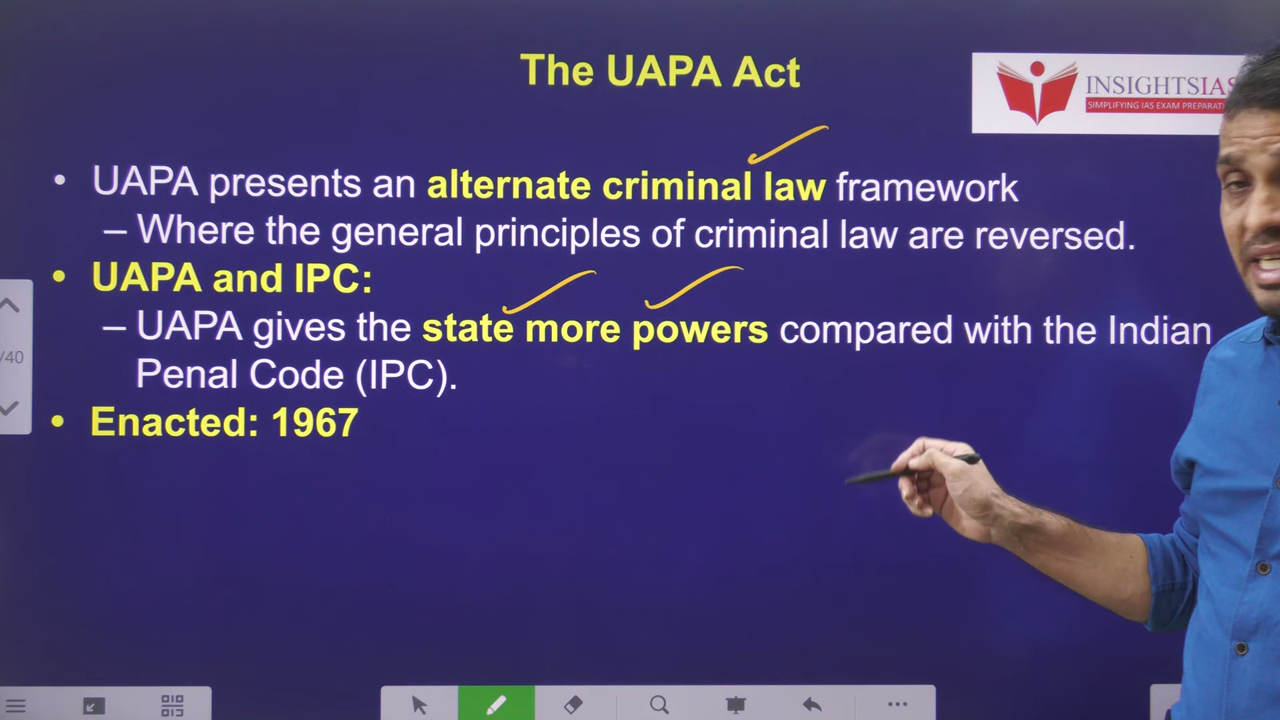 The UAPA Act
INSIGHTSIAS
SIMPLIFYING IAS EXAM PREPARATION
• UAPA presents an alternate criminal law framework
– Where the general principles of criminal law are reversed.
• UAPA and IPC:
– UAPA gives the state more powers compared with the Indian
Penal Code (IPC).
/40
• Enacted: 1967